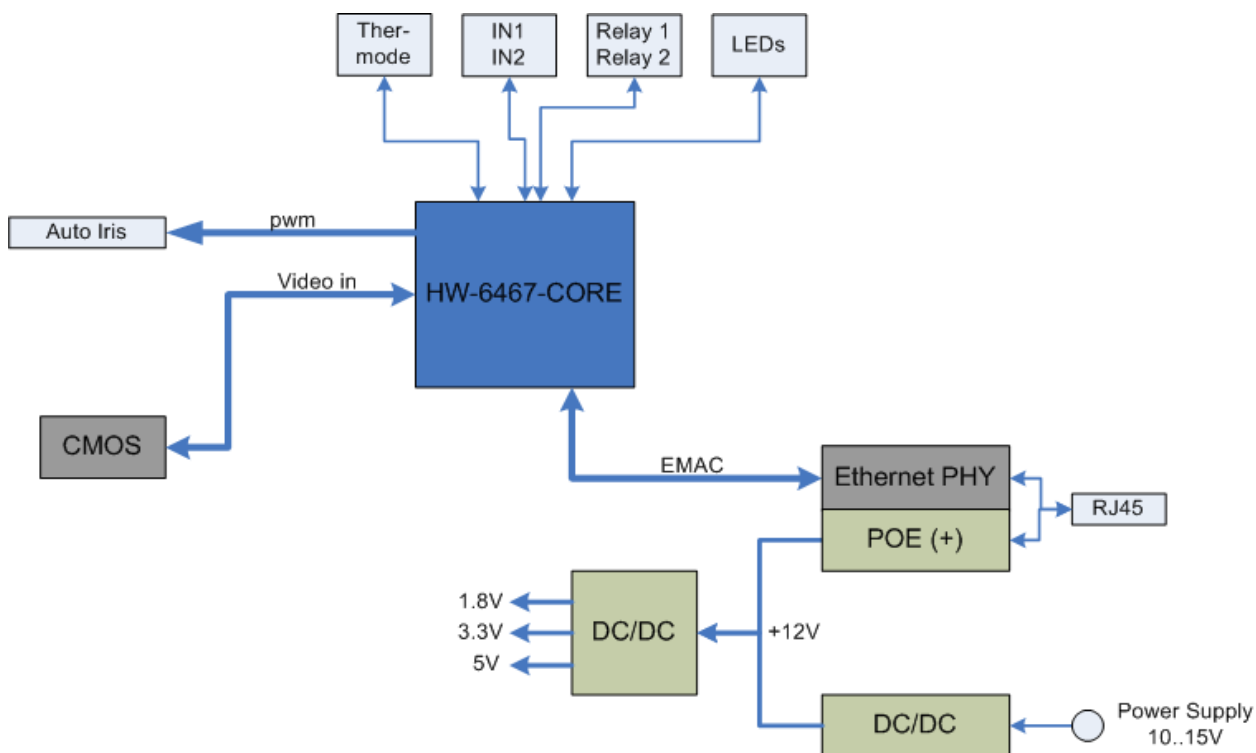 Ther-
mode
IN1
IN2
Relay 1
Relay 2
LEDs
Auto Iris
pwm
Video in
HW-6467-CORE
CMOS
EMAC
Ethernet PHY
RJ45
POE (+)
1.8V
3.3V
5V
DC/DC
+12V
DC/DC
Power Supply
10..15V